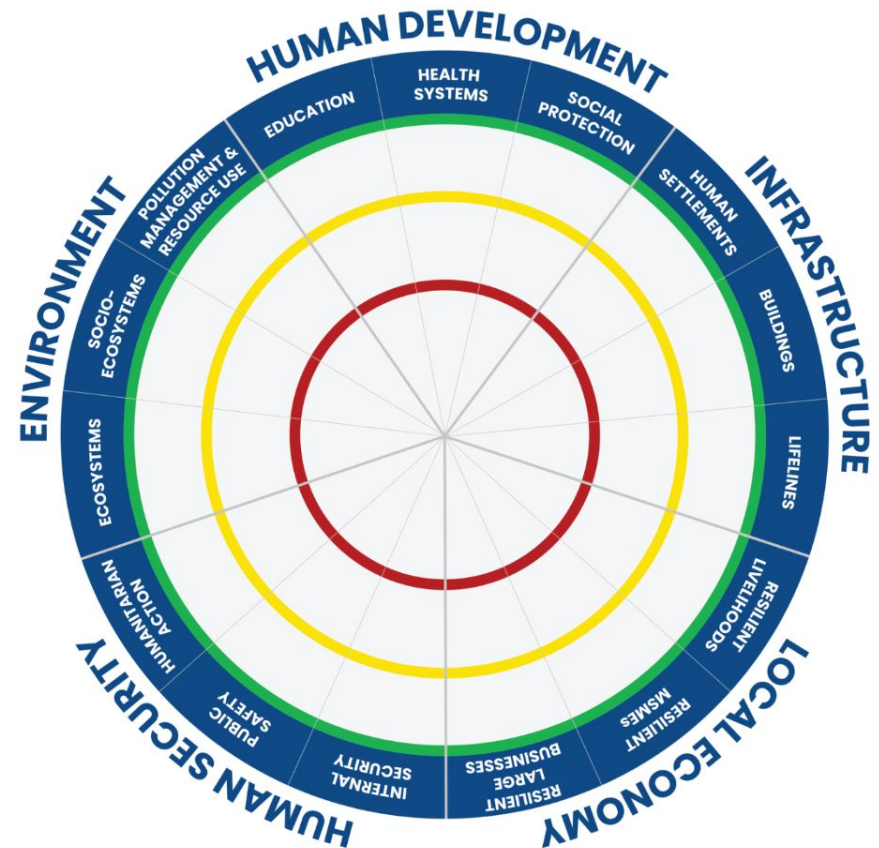 HUMAN DEVELOPMENT
EDUCATION
HEALTH
SYSTEMS
SOCIAL
PROTECTION
INFRASTRUCTURE
HUMAN
SETTLEMENTS
BUILDINGS
LIFELINES
LOCAL ECONOMY
RESILIENT
LIVELIHOODS
RESILIENT
MSMES
RESILIENT
LARGE
BUSINESSES
HUMAN SECURITY
INTERNAL
SECURITY
PUBLIC
SAFETY
HUMANITARIAN
ACTION
ENVIRONMENT
ECOSYSTEMS
SOCIO-
ECOSYSTEMS
POLLUTION
MANAGEMENT &
RESOURCE USE